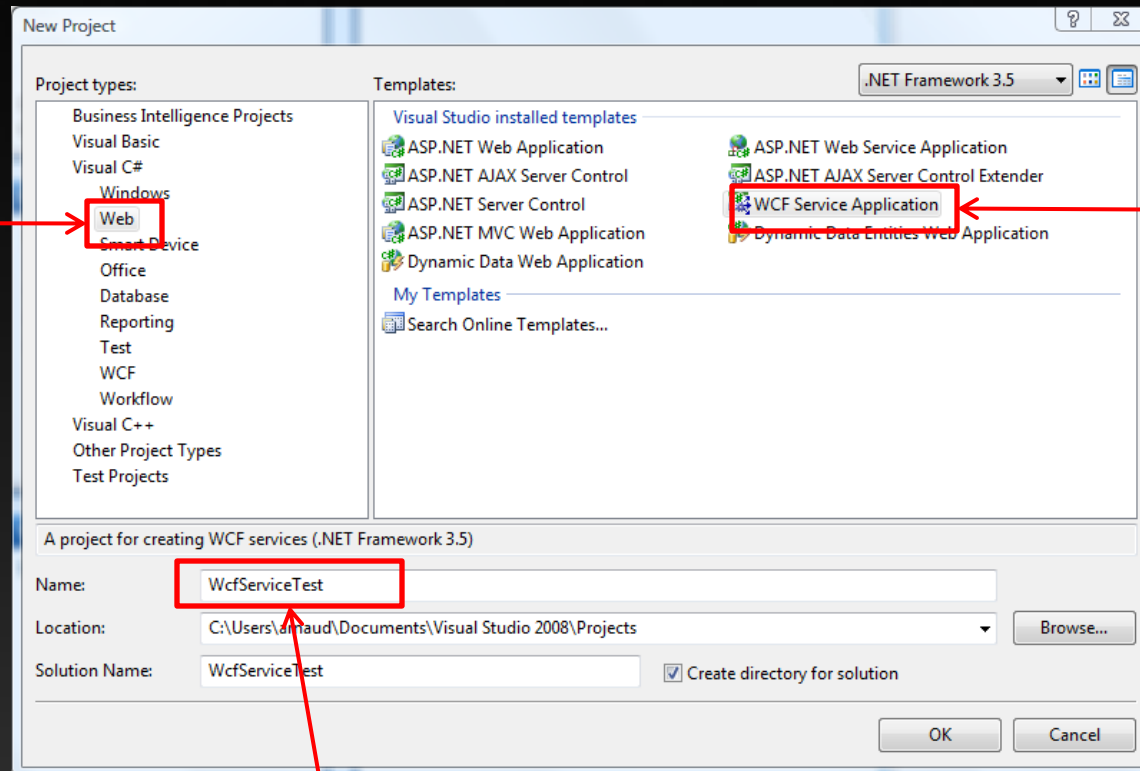 New Project
Project types:
Templates:
.NET Framework 3.5
Business Intelligence Projects
Visual Basic
Visual C#
Windows
Web
Smart Device
Office
Database
Reporting
Test
WCF
Workflow
Visual C++
Other Project Types
Test Projects
Visual Studio installed templates
ASP.NET Web Application
ASP.NET Web Service Application
ASP.NET AJAX Server Control
ASP.NET AJAX Server Control Extender
ASP.NET Server Control
WCF Service Application
ASP.NET MVC Web Application
Dynamic Data Entities Web Application
Dynamic Data Web Application
My Templates
Search Online Templates...
A project for creating WCF services (.NET Framework 3.5)
Name:
WcfServiceTest
Location:
C:\Users\arnaud\Documents\Visual Studio 2008\Projects
Browse...
Solution Name:
WcfServiceTest
Create directory for solution
OK
Cancel